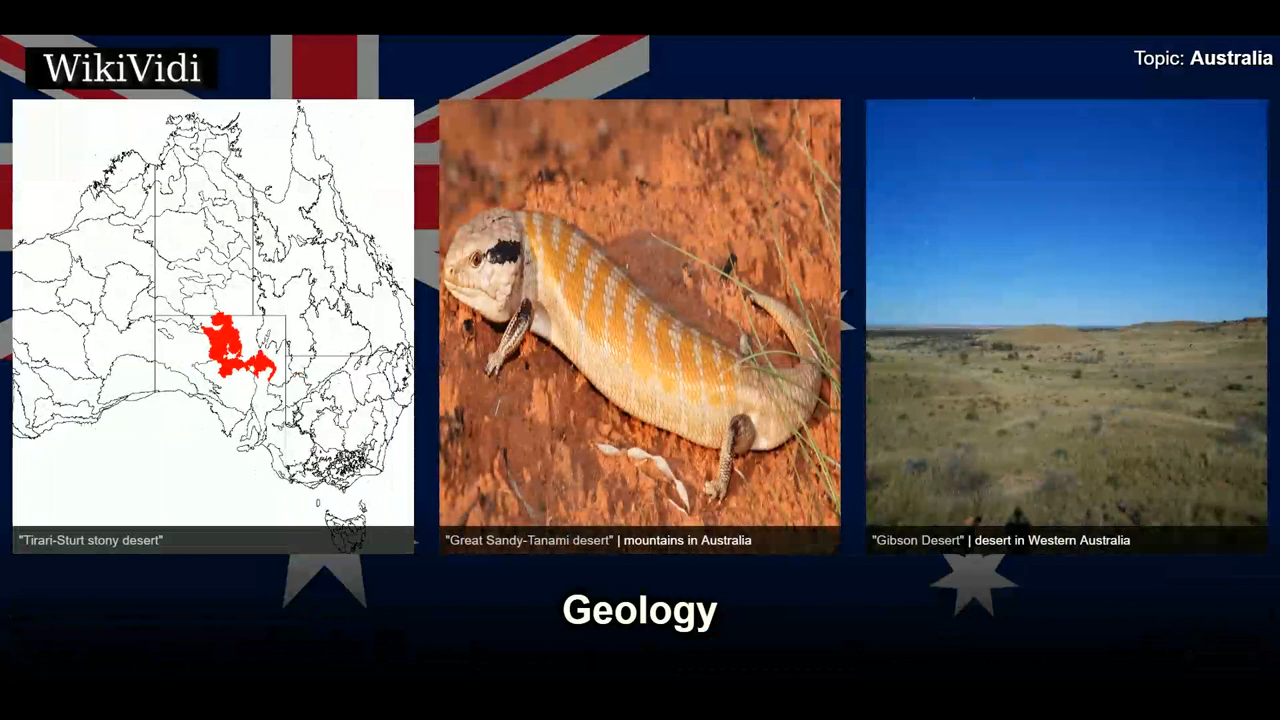 WikiVidi
Topic: Australia
"Tirari-Sturt stony desert"
"Great Sandy-Tanami desert" | mountains in Australia
"Gibson Desert" | desert in Western Australia
Geology